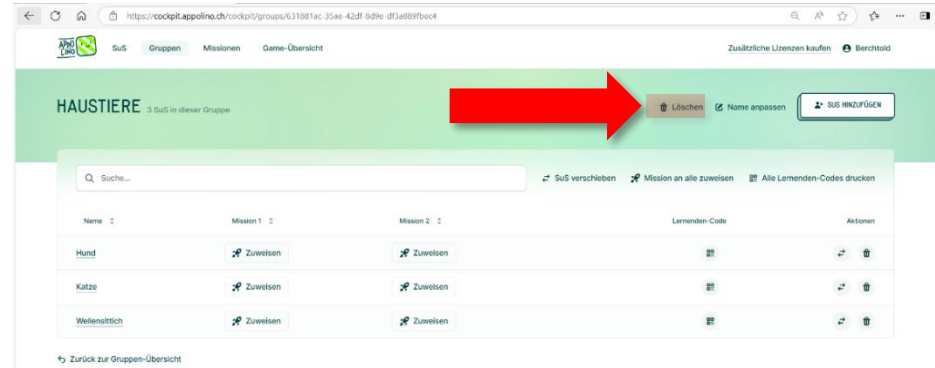 https://cockpit.appolino.ch/cockpit/groups/631881ac-35ae-42df-8d9e-df3a889fbec4
APPO LINO SuS Gruppen Missionen Game-Übersicht Zusätzliche Lizenzen kaufen Berchtold
HAUSTIERE 3 SuS in dieser Gruppe Löschen Name anpassen SUS HINZUFÜGEN
Suche... SuS verschieben Mission an alle zuweisen Alle Lernenden-Codes drucken
Name Mission 1 Mission 2 Lernenden-Code Aktionen
Hund Zuweisen Zuweisen
Katze Zuweisen Zuweisen
Wellensittich Zuweisen Zuweisen
Zurück zur Gruppen-Übersicht